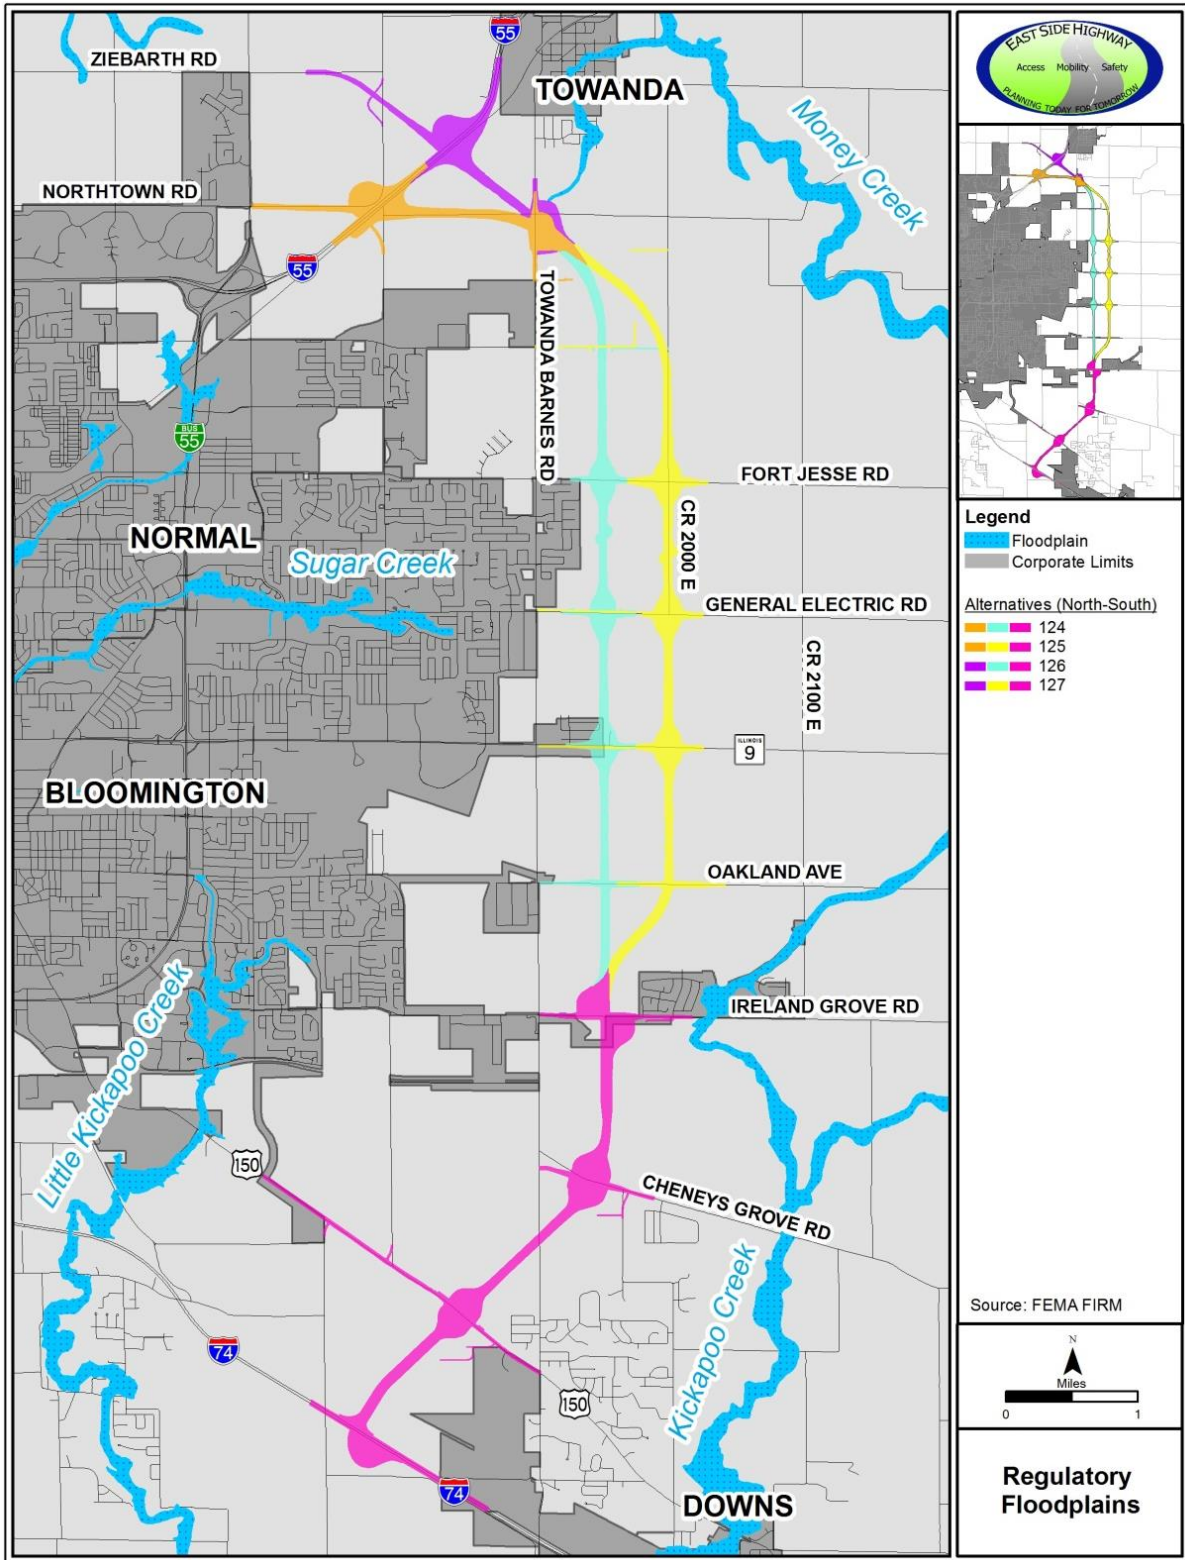 ZIEBARTH RD
55
TOWANDA
Money Creek
NORTHTOWN RD
55
TOWANDA BARNES RD
BUS
55
FORT JESSE RD
CR 2000 E
NORMAL
Sugar Creek
GENERAL ELECTRIC RD
CR 2100 E
ILLINOIS
9
BLOOMINGTON
OAKLAND AVE
IRELAND GROVE RD
Little Kickapoo Creek
150
CHENEYS GROVE RD
Kickapoo Creek
74
150
74
DOWNS
EAST SIDE HIGHWAY
Access Mobility Safety
PLANNING TODAY FOR TOMORROW
Legend
Floodplain
Corporate Limits
Alternatives (North-South)
124
125
126
127
Source: FEMA FIRM
N
Miles
0 1
Regulatory
Floodplains